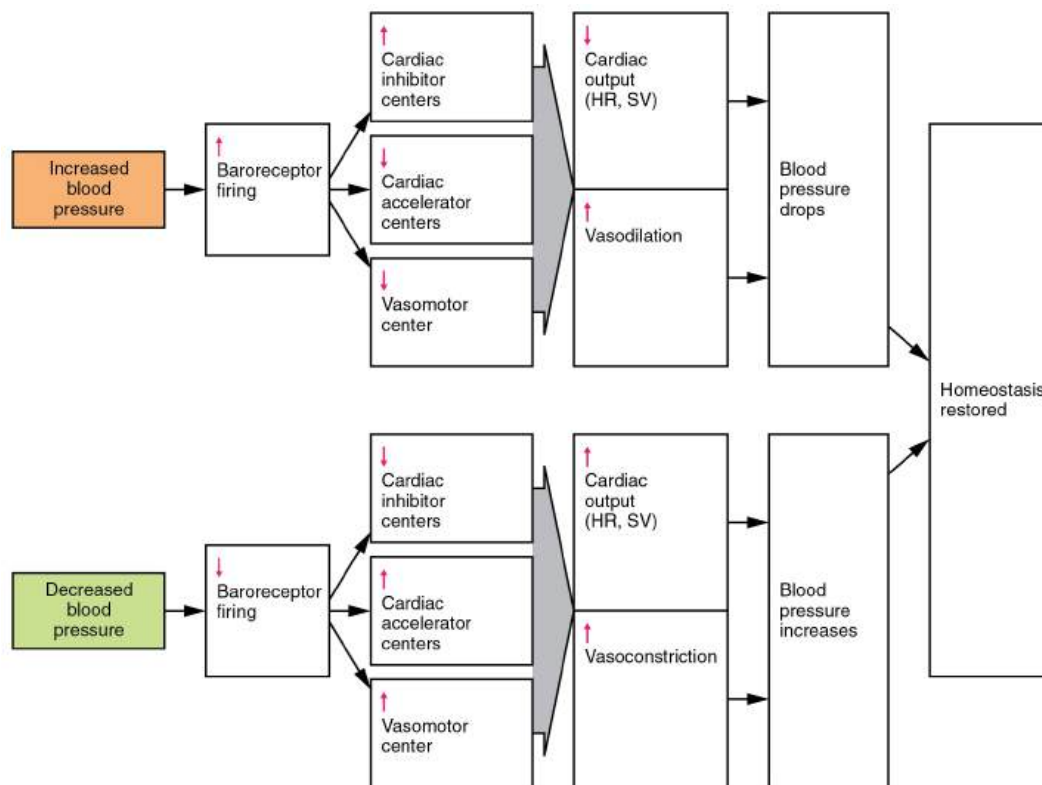 Increased
blood
pressure
↑
Baroreceptor
firing
↑
Cardiac
inhibitor
centers
↓
Cardiac
accelerator
centers
↓
Vasomotor
center
↓
Cardiac
output
(HR, SV)
↑
Vasodilation
Blood
pressure
drops
Homeostasis
restored
Decreased
blood
pressure
↓
Baroreceptor
firing
↓
Cardiac
inhibitor
centers
↑
Cardiac
accelerator
centers
↑
Vasomotor
center
↑
Cardiac
output
(HR, SV)
↑
Vasoconstriction
Blood
pressure
increases